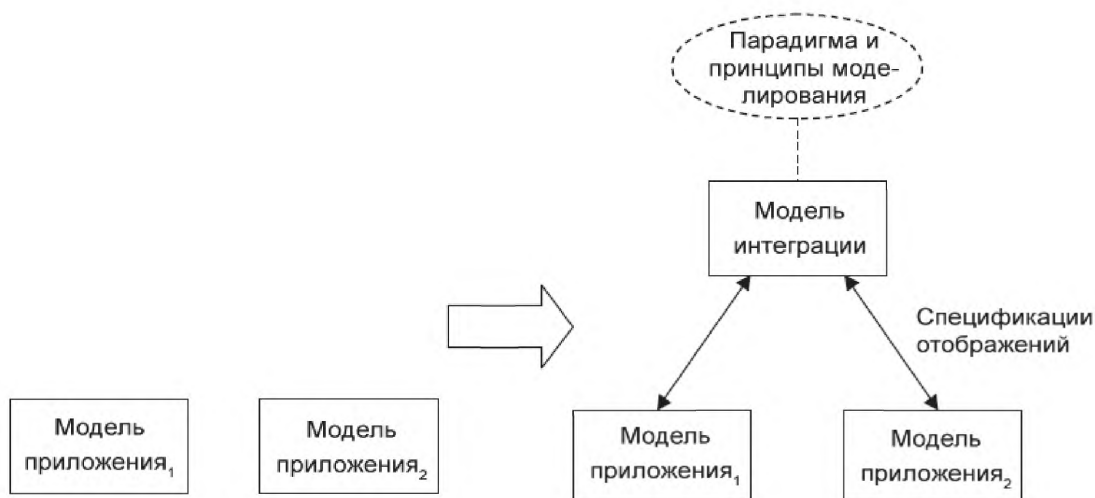 Парадигма и
принципы моде-
лирования
Модель
интеграции
Спецификации
отображений
Модель
приложения₁
Модель
приложения₂
Модель
приложения₁
Модель
приложения₂